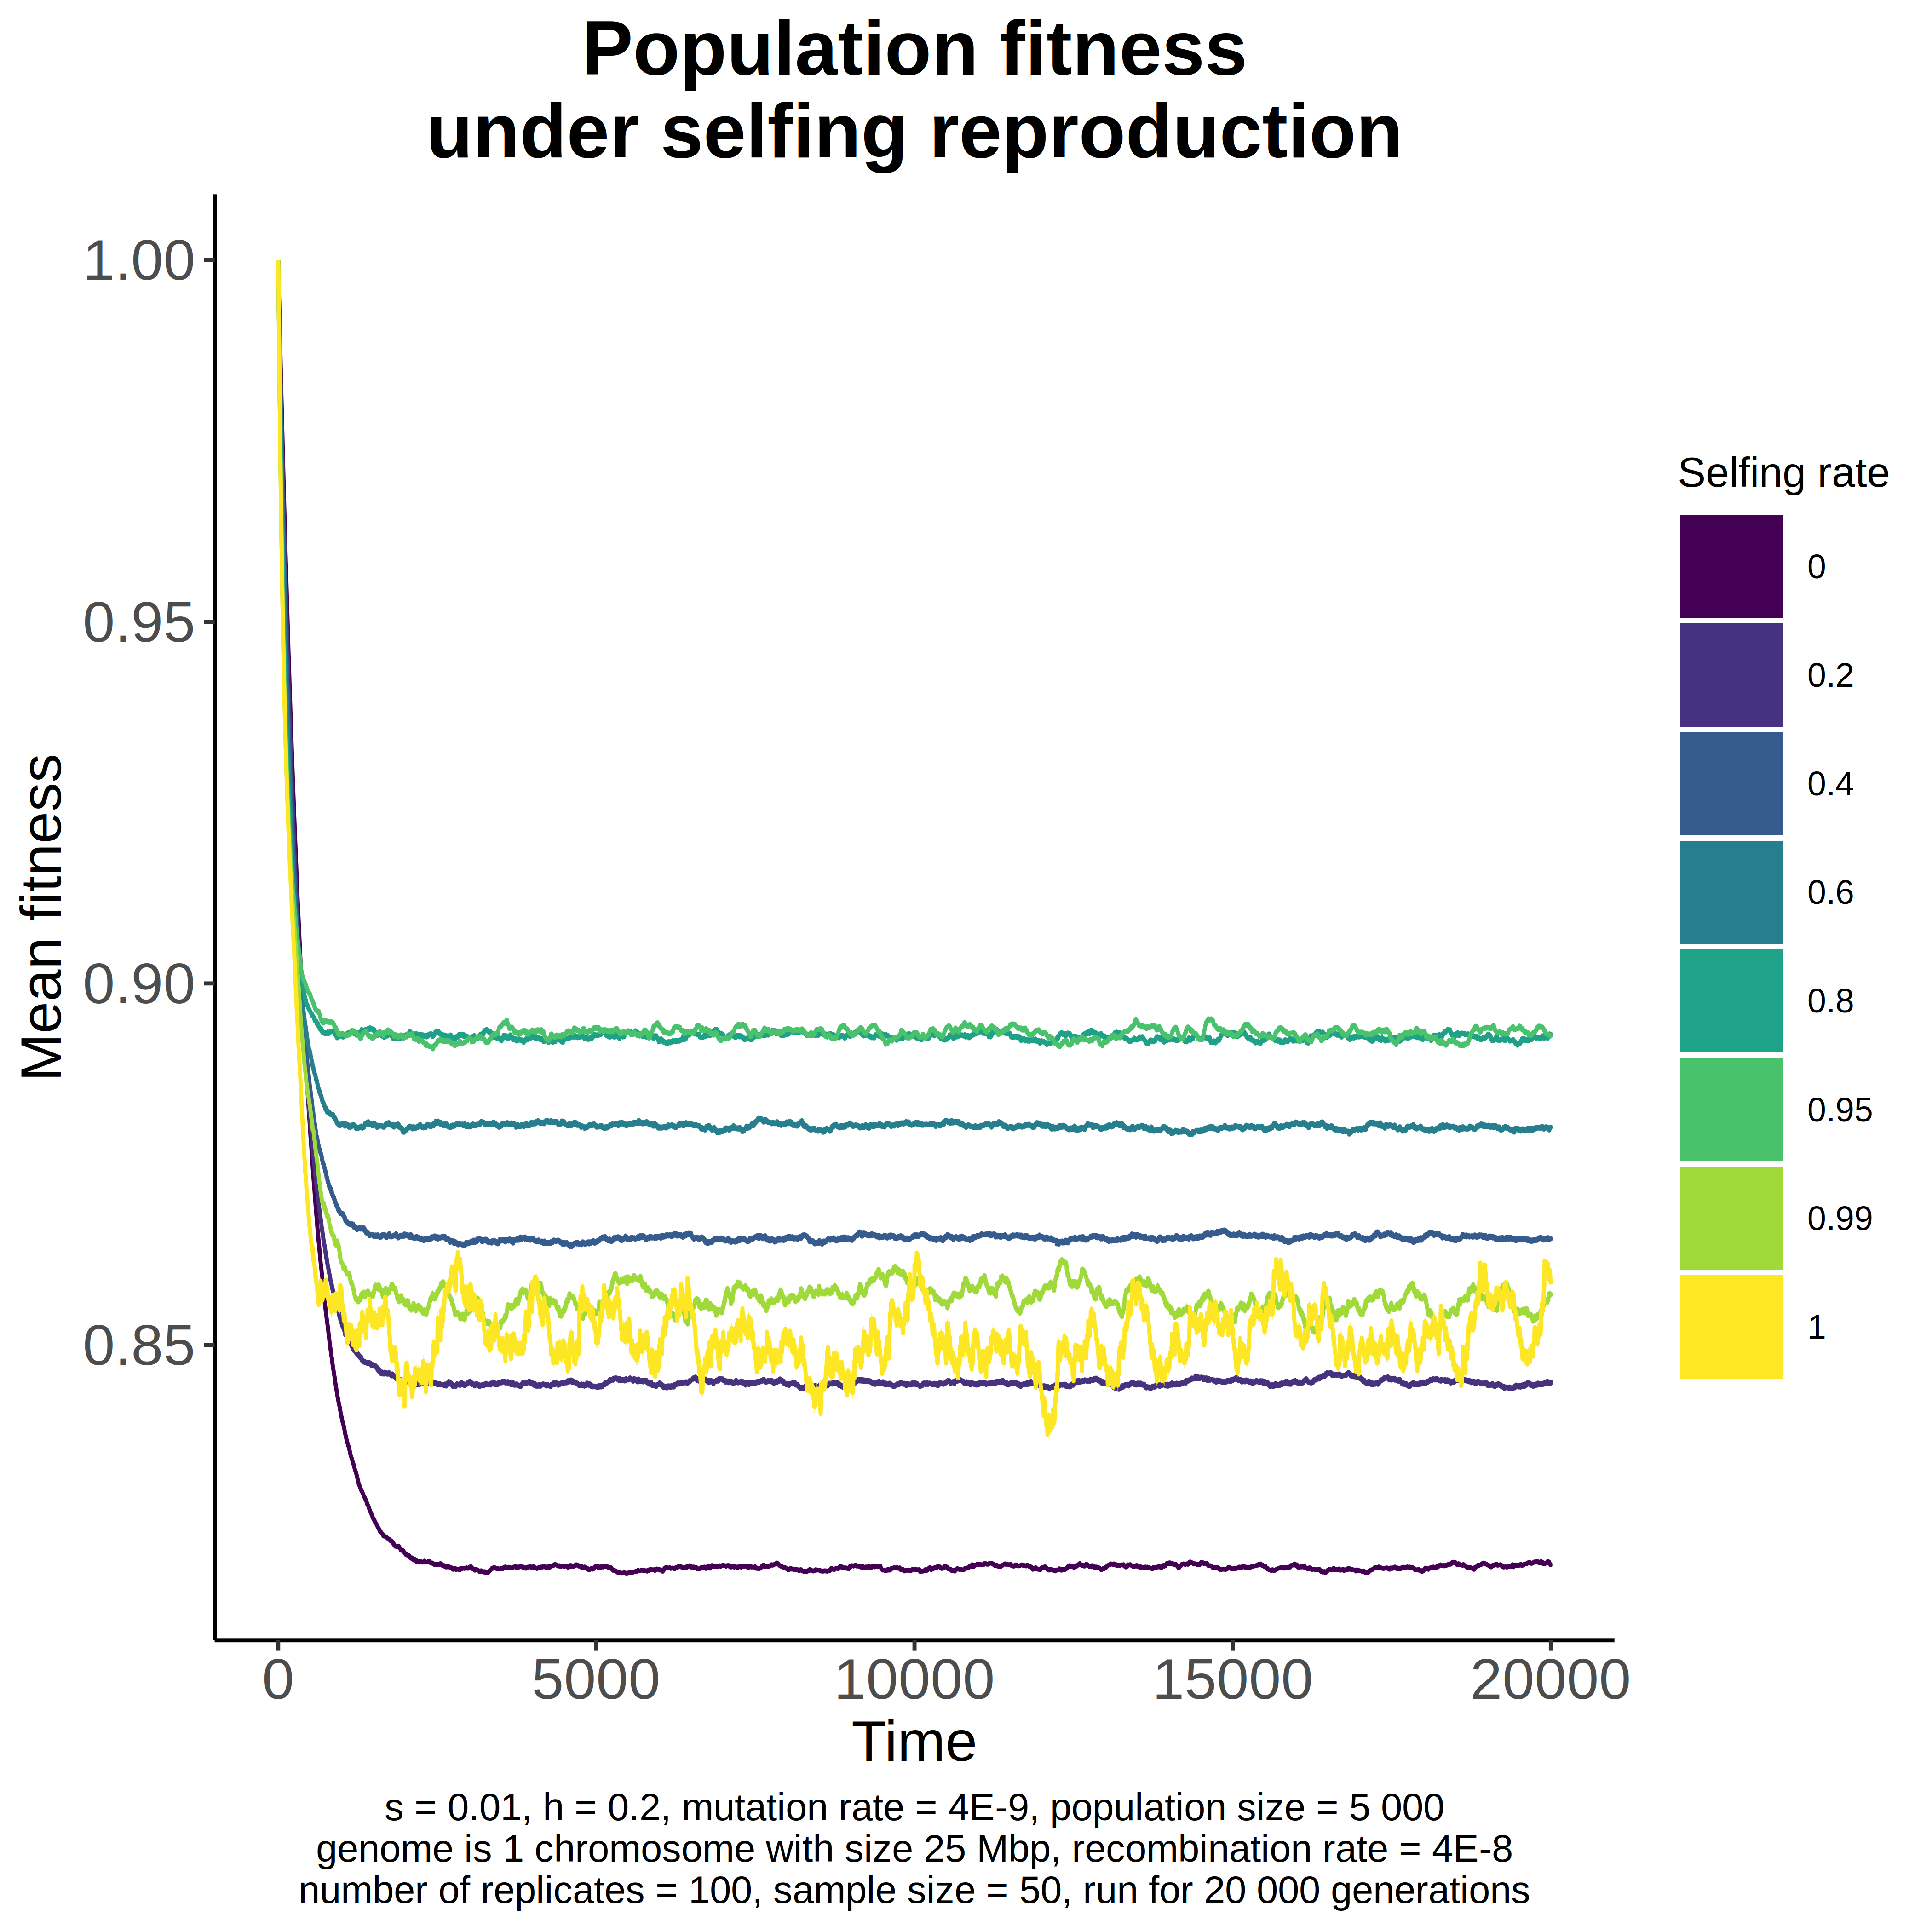 Population fitness
under selfing reproduction
1.00
0.95
0.90
0.85
Mean fitness
0
5000
10000
15000
20000
Time
Selfing rate
0
0.2
0.4
0.6
0.8
0.95
0.99
1
s = 0.01, h = 0.2, mutation rate = 4E-9, population size = 5 000
genome is 1 chromosome with size 25 Mbp, recombination rate = 4E-8
number of replicates = 100, sample size = 50, run for 20 000 generations